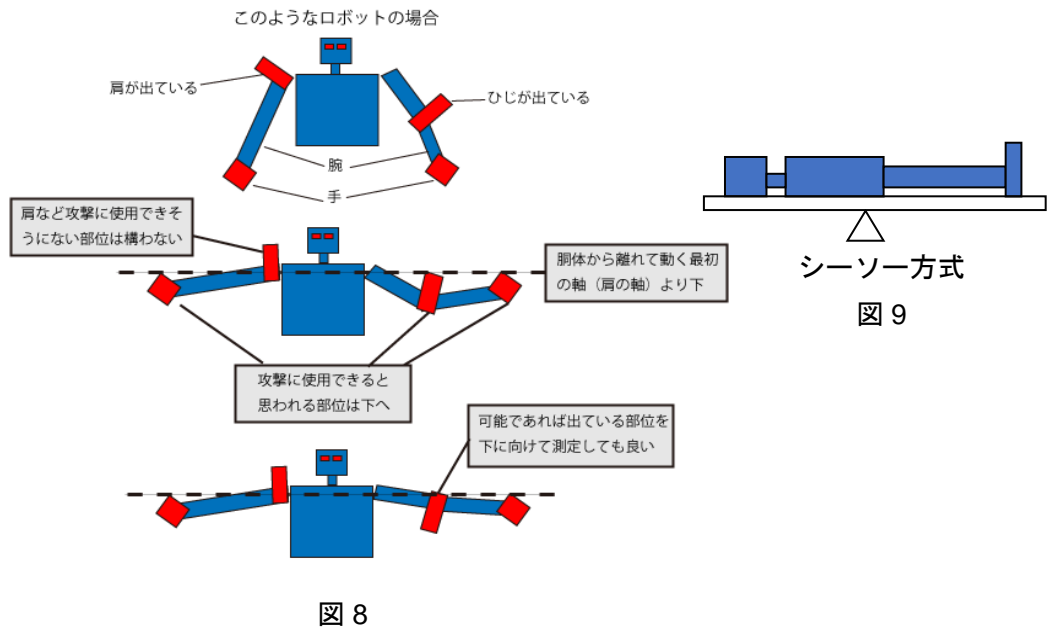 このようなロボットの場合
肩が出ている
ひじが出ている
腕
手
肩など攻撃に使用できそ
うにない部位は構わない
胴体から離れて動く最初
の軸（肩の軸）より下
攻撃に使用できると
思われる部位は下へ
可能であれば出ている部位を
下に向けて測定しても良い
図 8
シーソー方式
図 9